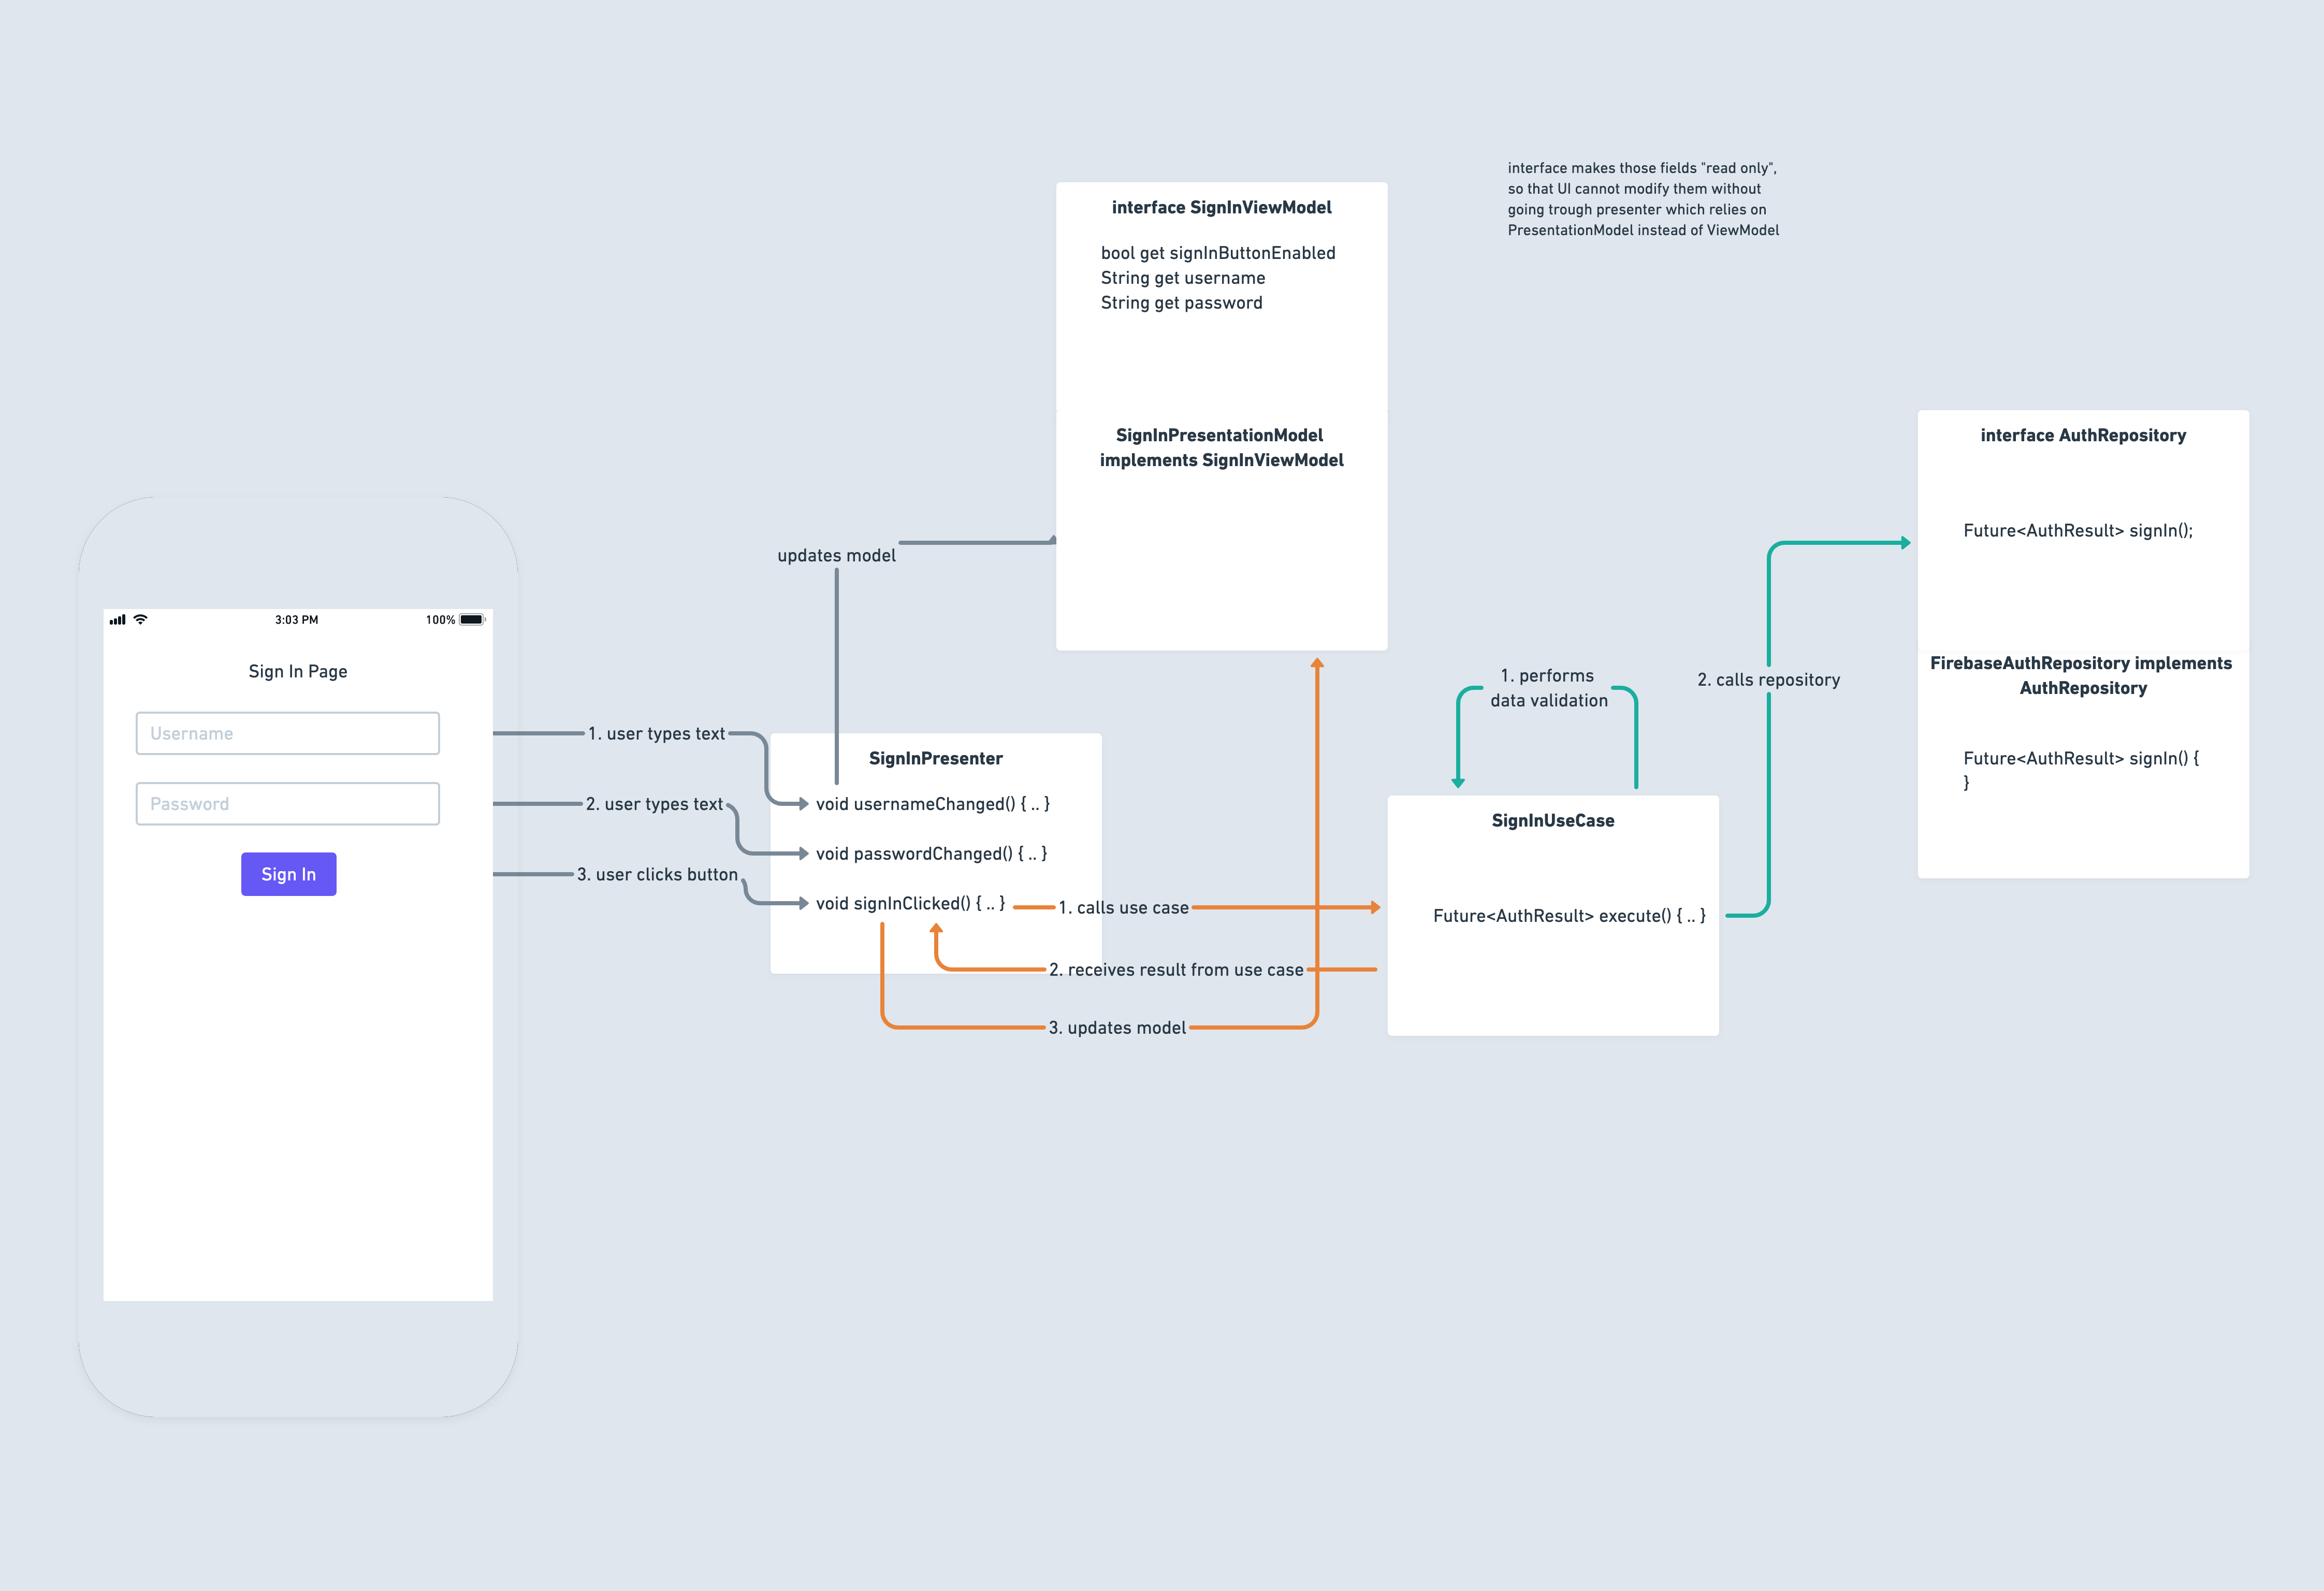 interface makes those fields "read only",
so that UI cannot modify them without
going trough presenter which relies on
PresentationModel instead of ViewModel
interface SignInViewModel
bool get signInButtonEnabled
String get username
String get password
SignInPresentationModel
implements SignInViewModel
updates model
interface AuthRepository
Future<AuthResult> signIn();
FirebaseAuthRepository implements
AuthRepository
Future<AuthResult> signIn() {
}
3:03 PM
100%
Sign In Page
Username
Password
Sign In
1. user types text
2. user types text
3. user clicks button
SignInPresenter
void usernameChanged() { .. }
void passwordChanged() { .. }
void signInClicked() { .. }
1. calls use case
2. receives result from use case
3. updates model
1. performs
data validation
2. calls repository
SignInUseCase
Future<AuthResult> execute() { .. }